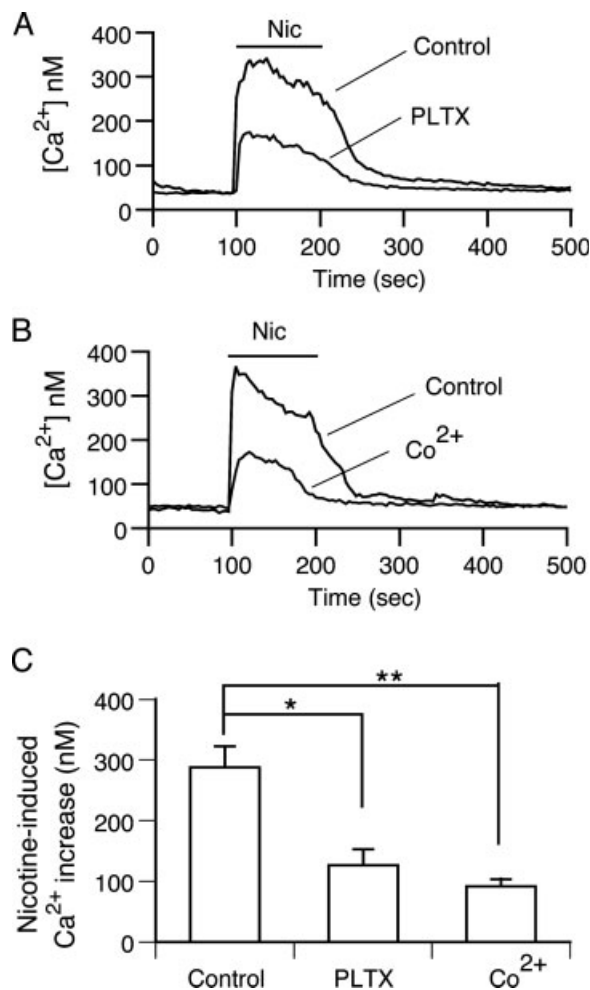 A
Nic
Control
PLTX
[Ca²⁺] nM
400
300
200
100
0
0 100 200 300 400 500
Time (sec)
B
Nic
Control
Co²⁺
[Ca²⁺] nM
400
300
200
100
0
0 100 200 300 400 500
Time (sec)
C
**
*
Nicotine-induced
Ca²⁺ increase (nM)
400
300
200
100
0
Control PLTX Co²⁺